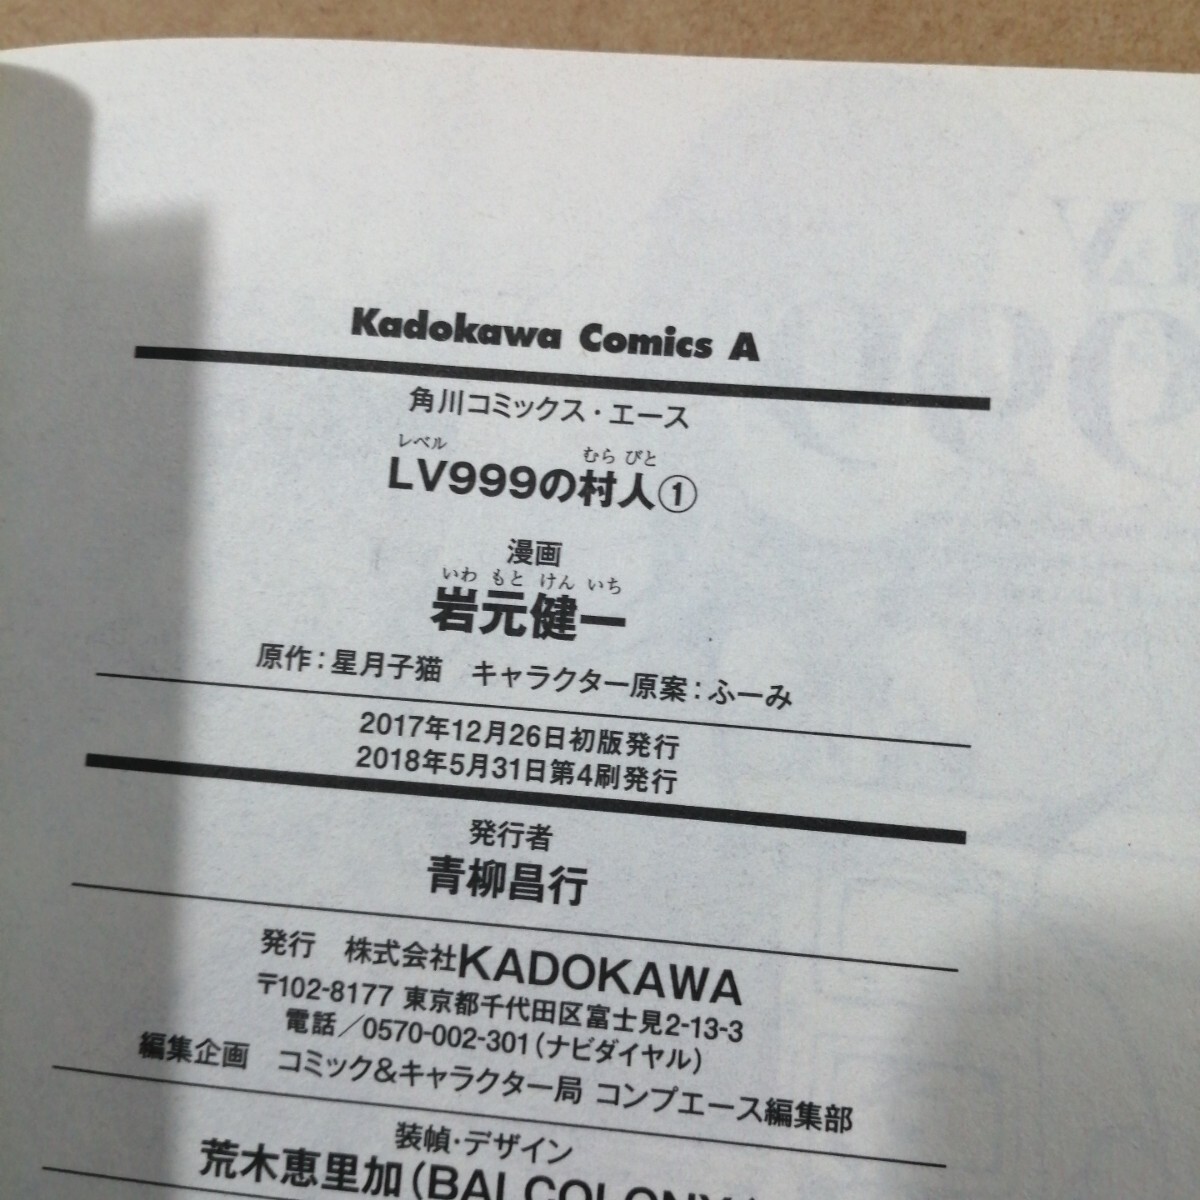 Kadokawa Comics A
角川コミックス・エース
レベル むら びと
LV999の村人①
漫画
いわ もと けん いち
岩元健一
原作：星月子猫　キャラクター原案：ふーみ
2017年12月26日初版発行
2018年5月31日第4刷発行
発行者
青柳昌行
発行　株式会社KADOKAWA
〒102-8177 東京都千代田区富士見2-13-3
電話／0570-002-301（ナビダイヤル）
編集企画　コミック&キャラクター局 コンプエース編集部
装幀・デザイン
荒木恵里加（BALCOLONY.